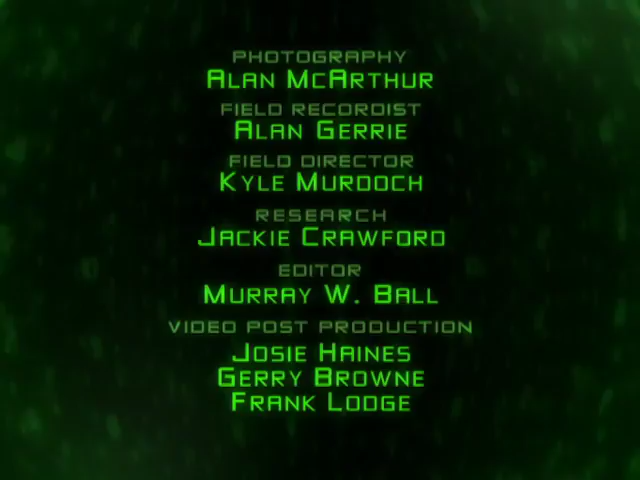 PHOTOGRAPHY
ALAN MCARTHUR
FIELD RECORDIST
ALAN GERRIE
FIELD DIRECTOR
KYLE MURDOCH
RESEARCH
JACKIE CRAWFORD
EDITOR
MURRAY W. BALL
VIDEO POST PRODUCTION
JOSIE HAINES
GERRY BROWNE
FRANK LODGE